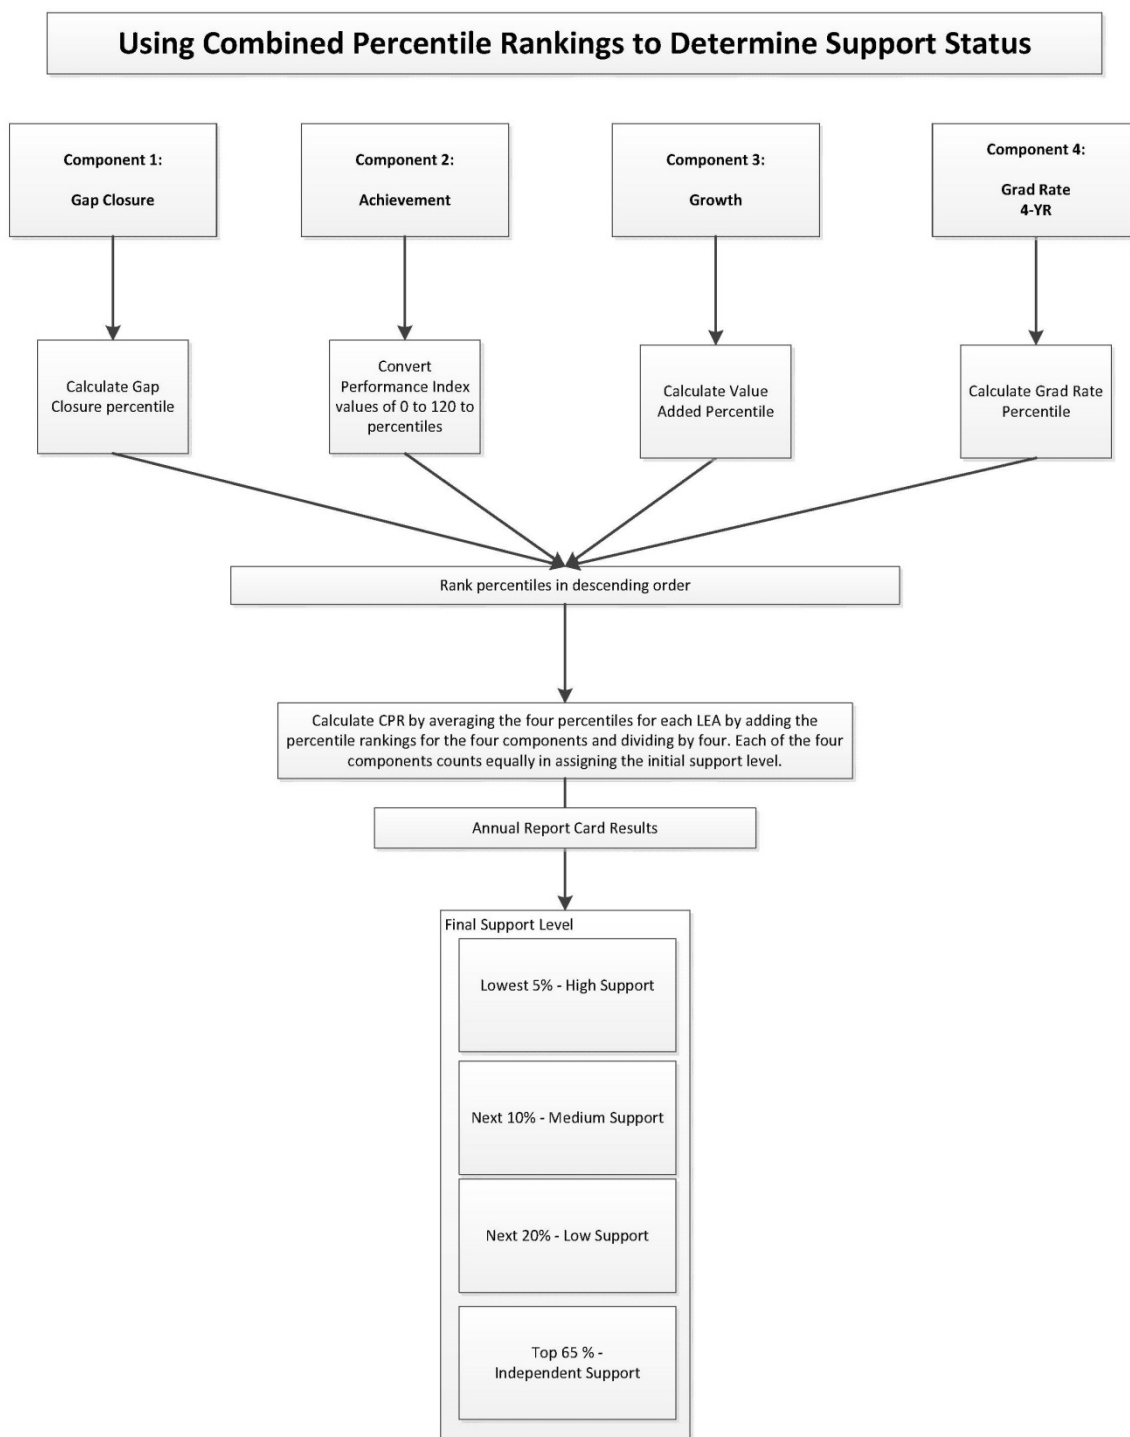 Using Combined Percentile Rankings to Determine Support Status
Component 1:
Gap Closure
Component 2:
Achievement
Component 3:
Growth
Component 4:
Grad Rate
4-YR
Calculate Gap
Closure percentile
Convert
Performance Index
values of 0 to 120 to
percentiles
Calculate Value
Added Percentile
Calculate Grad Rate
Percentile
Rank percentiles in descending order
Calculate CPR by averaging the four percentiles for each LEA by adding the
percentile rankings for the four components and dividing by four. Each of the four
components counts equally in assigning the initial support level.
Annual Report Card Results
Final Support Level
Lowest 5% - High Support
Next 10% - Medium Support
Next 20% - Low Support
Top 65 % -
Independent Support